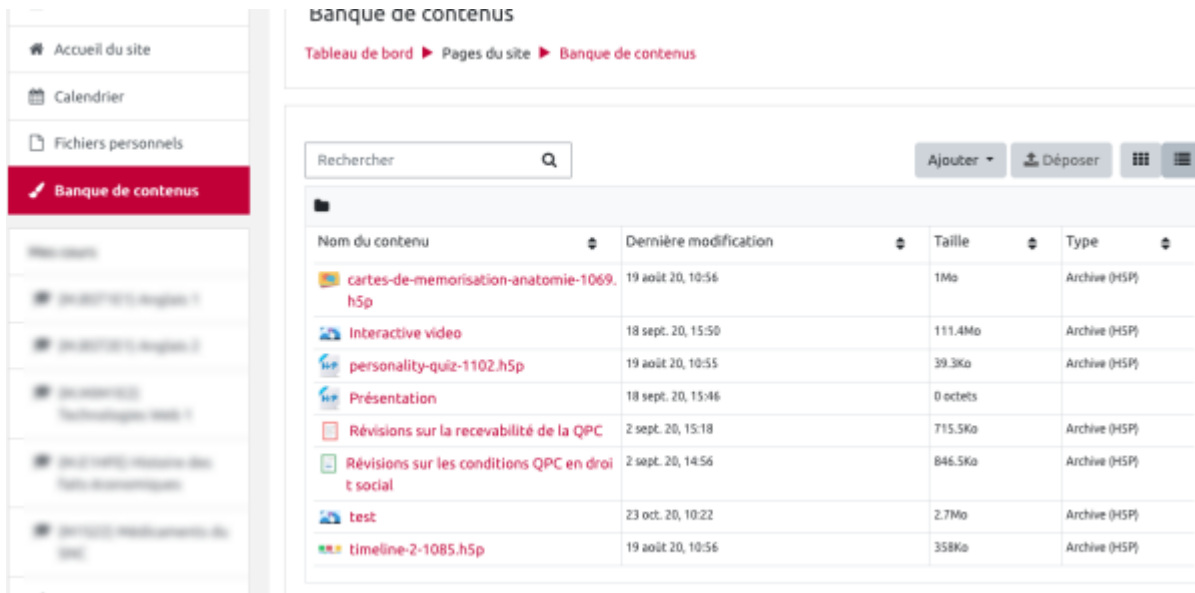 Banque de contenus
Tableau de bord ▶ Pages du site ▶ Banque de contenus
Accueil du site
Calendrier
Fichiers personnels
Banque de contenus
Rechercher
Ajouter
Déposer
Nom du contenu Dernière modification Taille Type
cartes-de-memorisation-anatomie-1069. 19 août 20, 10:56 1Mo Archive (H5P)
h5p
Interactive video 18 sept. 20, 15:50 111.4Mo Archive (H5P)
personality-quiz-1102.h5p 19 août 20, 10:55 39.3Ko Archive (H5P)
Présentation 18 sept. 20, 15:46 0 octets
Révisions sur la recevabilité de la QPC 2 sept. 20, 15:18 715.5Ko Archive (H5P)
Révisions sur les conditions QPC en droi 2 sept. 20, 14:56 846.5Ko Archive (H5P)
t social
test 23 oct. 20, 10:22 2.7Mo Archive (H5P)
timeline-2-1085.h5p 19 août 20, 10:56 358Ko Archive (H5P)